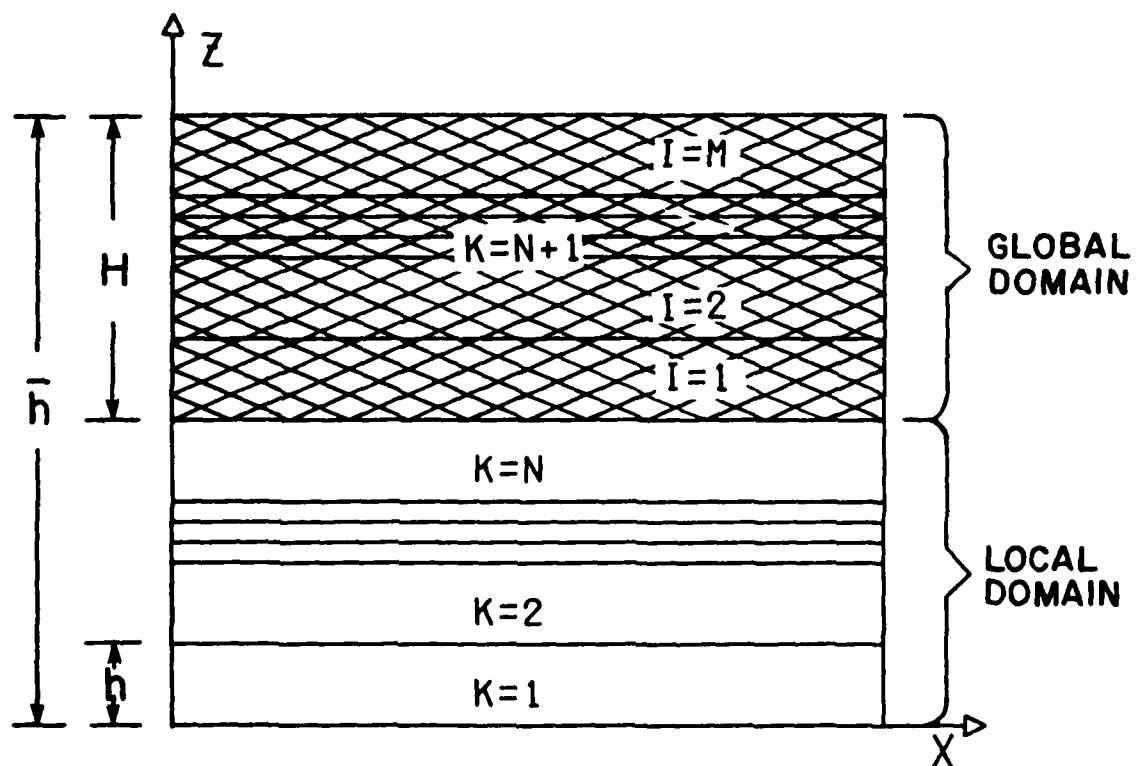 Z
I=M
K=N+1
GLOBAL
DOMAIN
H
I=2
I=1
h̄
K=N
LOCAL
DOMAIN
K=2
h
K=1
X